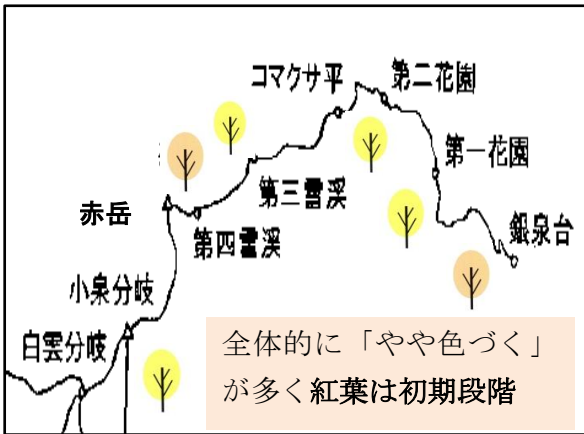 コマクサ平
第二花園
第一花園
第三雪渓
銀泉台
赤岳
第四雪渓
小泉分岐
白雲分岐
全体的に「やや色づく」
が多く紅葉は初期段階